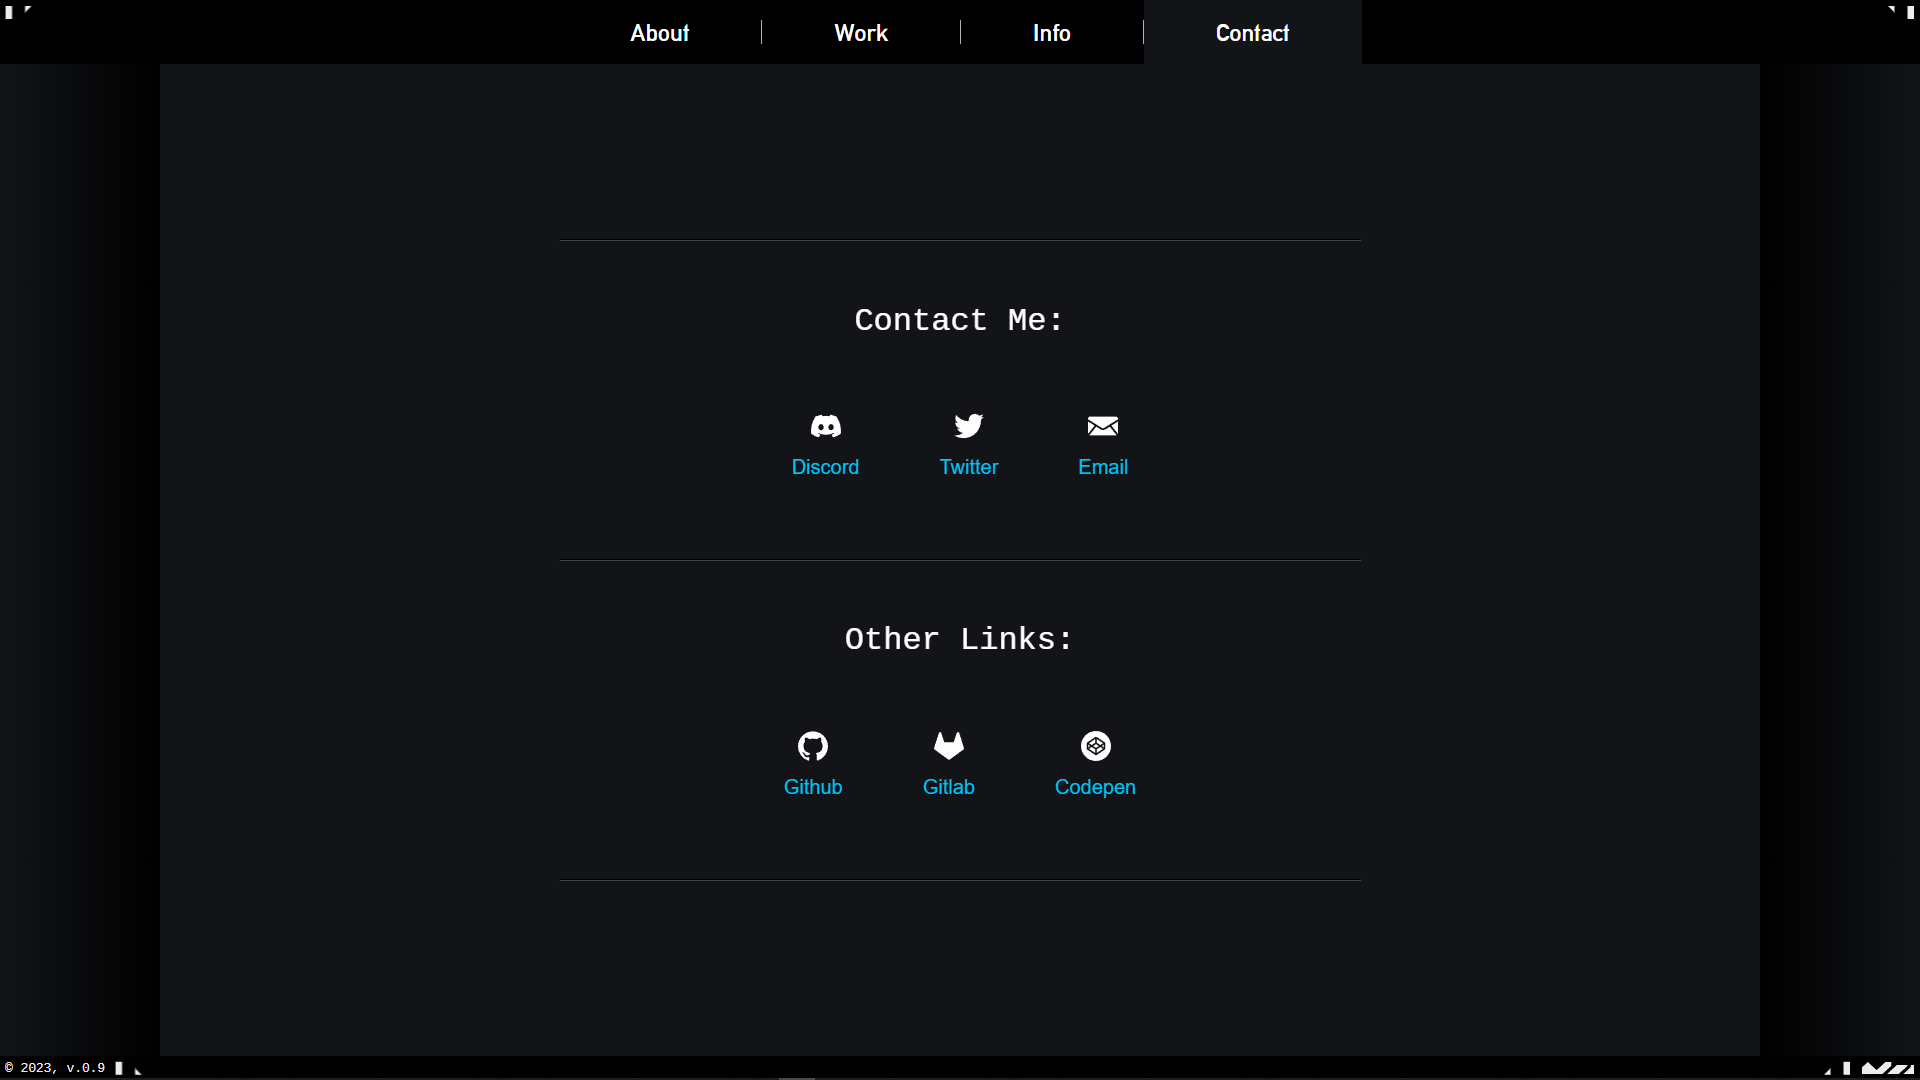 About Work Info Contact
Contact Me:
Discord Twitter Email
Other Links:
Github Gitlab Codepen
© 2023, v.0.9